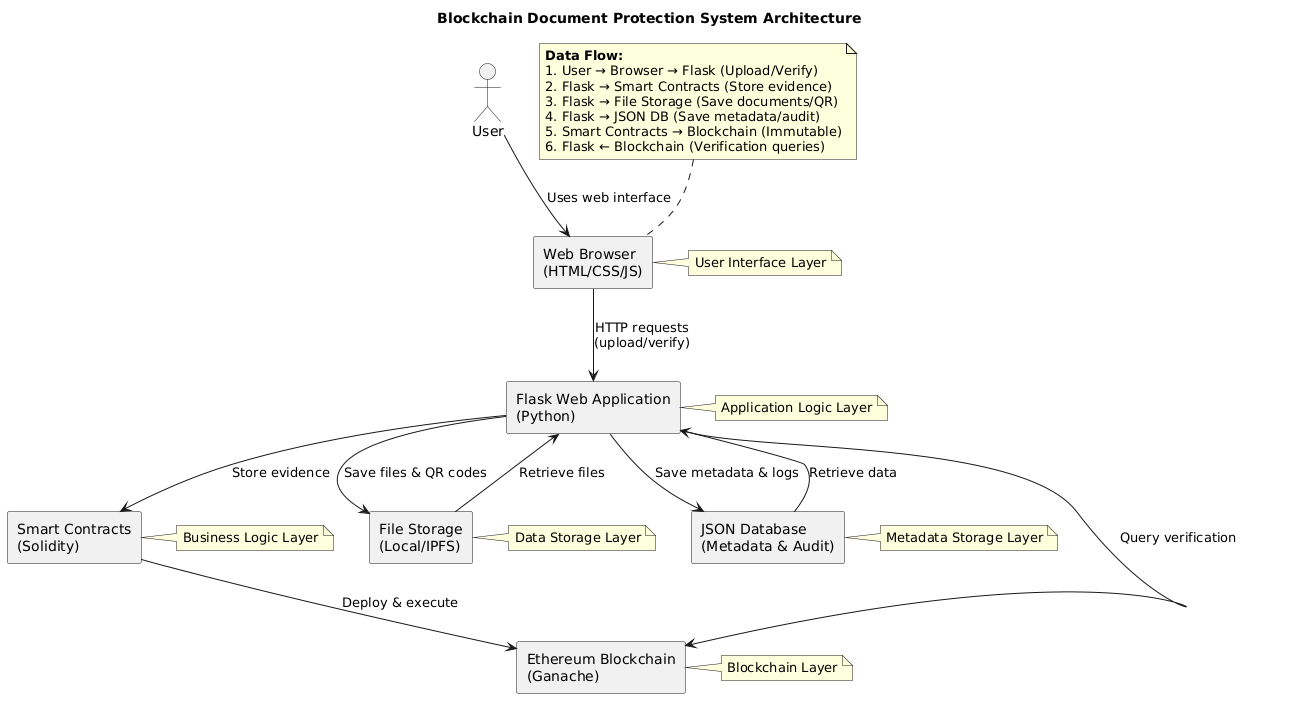 Blockchain Document Protection System Architecture
Data Flow:
1. User → Browser → Flask (Upload/Verify)
2. Flask → Smart Contracts (Store evidence)
3. Flask → File Storage (Save documents/QR)
4. Flask → JSON DB (Save metadata/audit)
5. Smart Contracts → Blockchain (Immutable)
6. Flask ← Blockchain (Verification queries)
User
Uses web interface
Web Browser
(HTML/CSS/JS)
User Interface Layer
HTTP requests
(upload/verify)
Flask Web Application
(Python)
Application Logic Layer
Store evidence
Save files & QR codes
Retrieve files
Save metadata & logs
Retrieve data
Smart Contracts
(Solidity)
Business Logic Layer
File Storage
(Local/IPFS)
Data Storage Layer
JSON Database
(Metadata & Audit)
Metadata Storage Layer
Query verification
Deploy & execute
Ethereum Blockchain
(Ganache)
Blockchain Layer